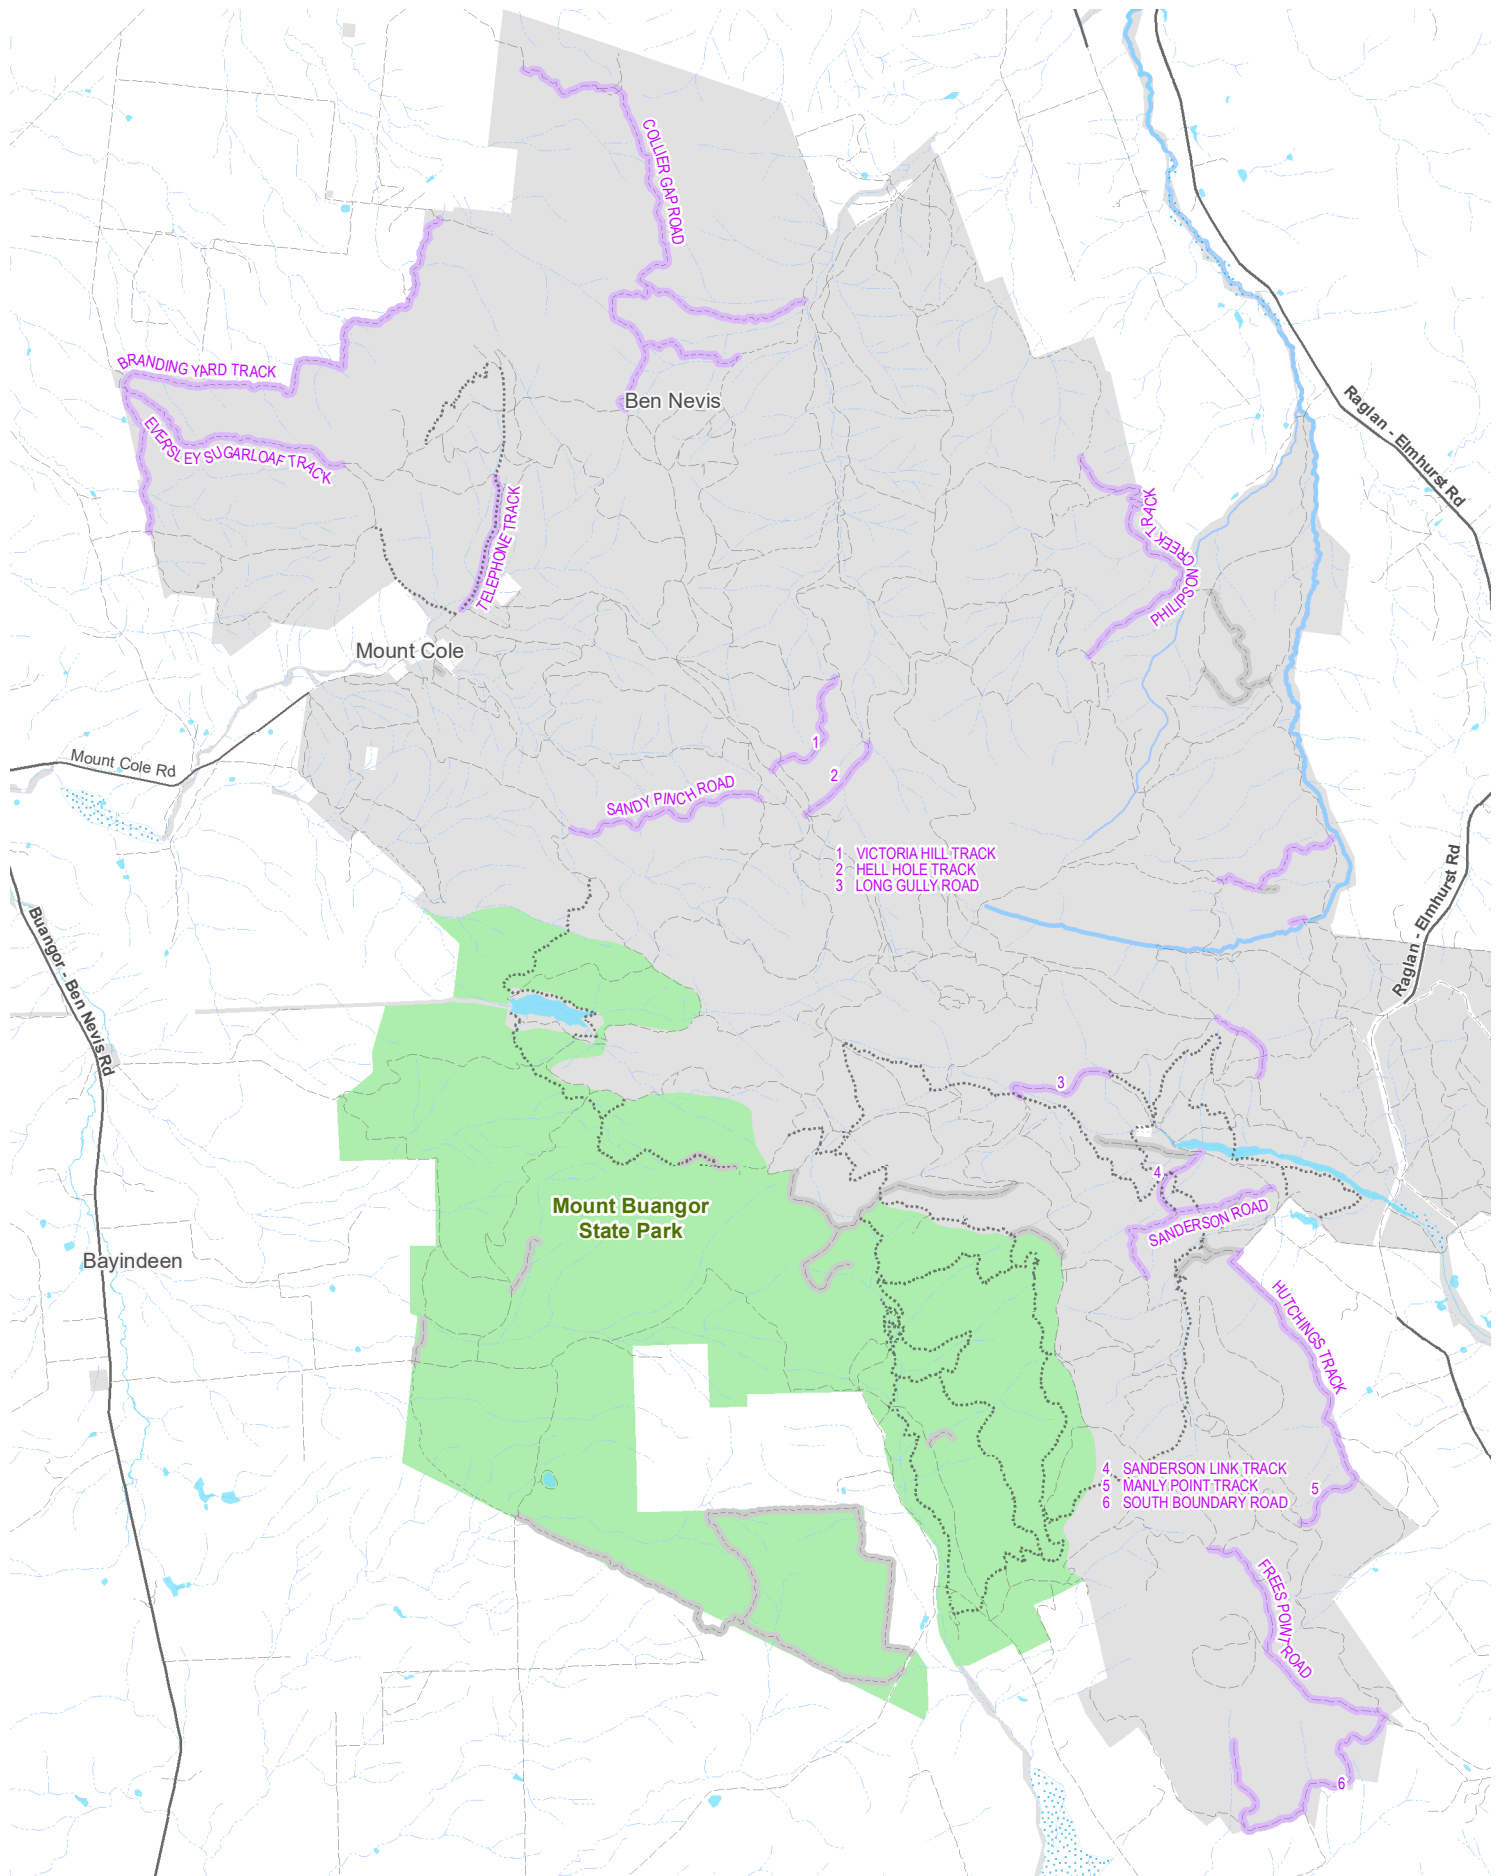 COLLIER GAP ROAD
BRANDING YARD TRACK
Ben Nevis
Raglan - Elmhurst Rd
EVERSLEY SUGARLOAF TRACK
TELEPHONE TRACK
PHILIPSON CREEK TRACK
Mount Cole
Mount Cole Rd
1
2
SANDY PINCH ROAD
1 VICTORIA HILL TRACK
2 HELL HOLE TRACK
3 LONG GULLY ROAD
Raglan - Elmhurst Rd
Buangor - Ben Nevis Rd
3
4
Mount Buangor
State Park
SANDERSON ROAD
Bayindeen
HUTCHINGS TRACK
4 SANDERSON LINK TRACK
5 MANLY POINT TRACK
6 SOUTH BOUNDARY ROAD
5
FREES POINT ROAD
6